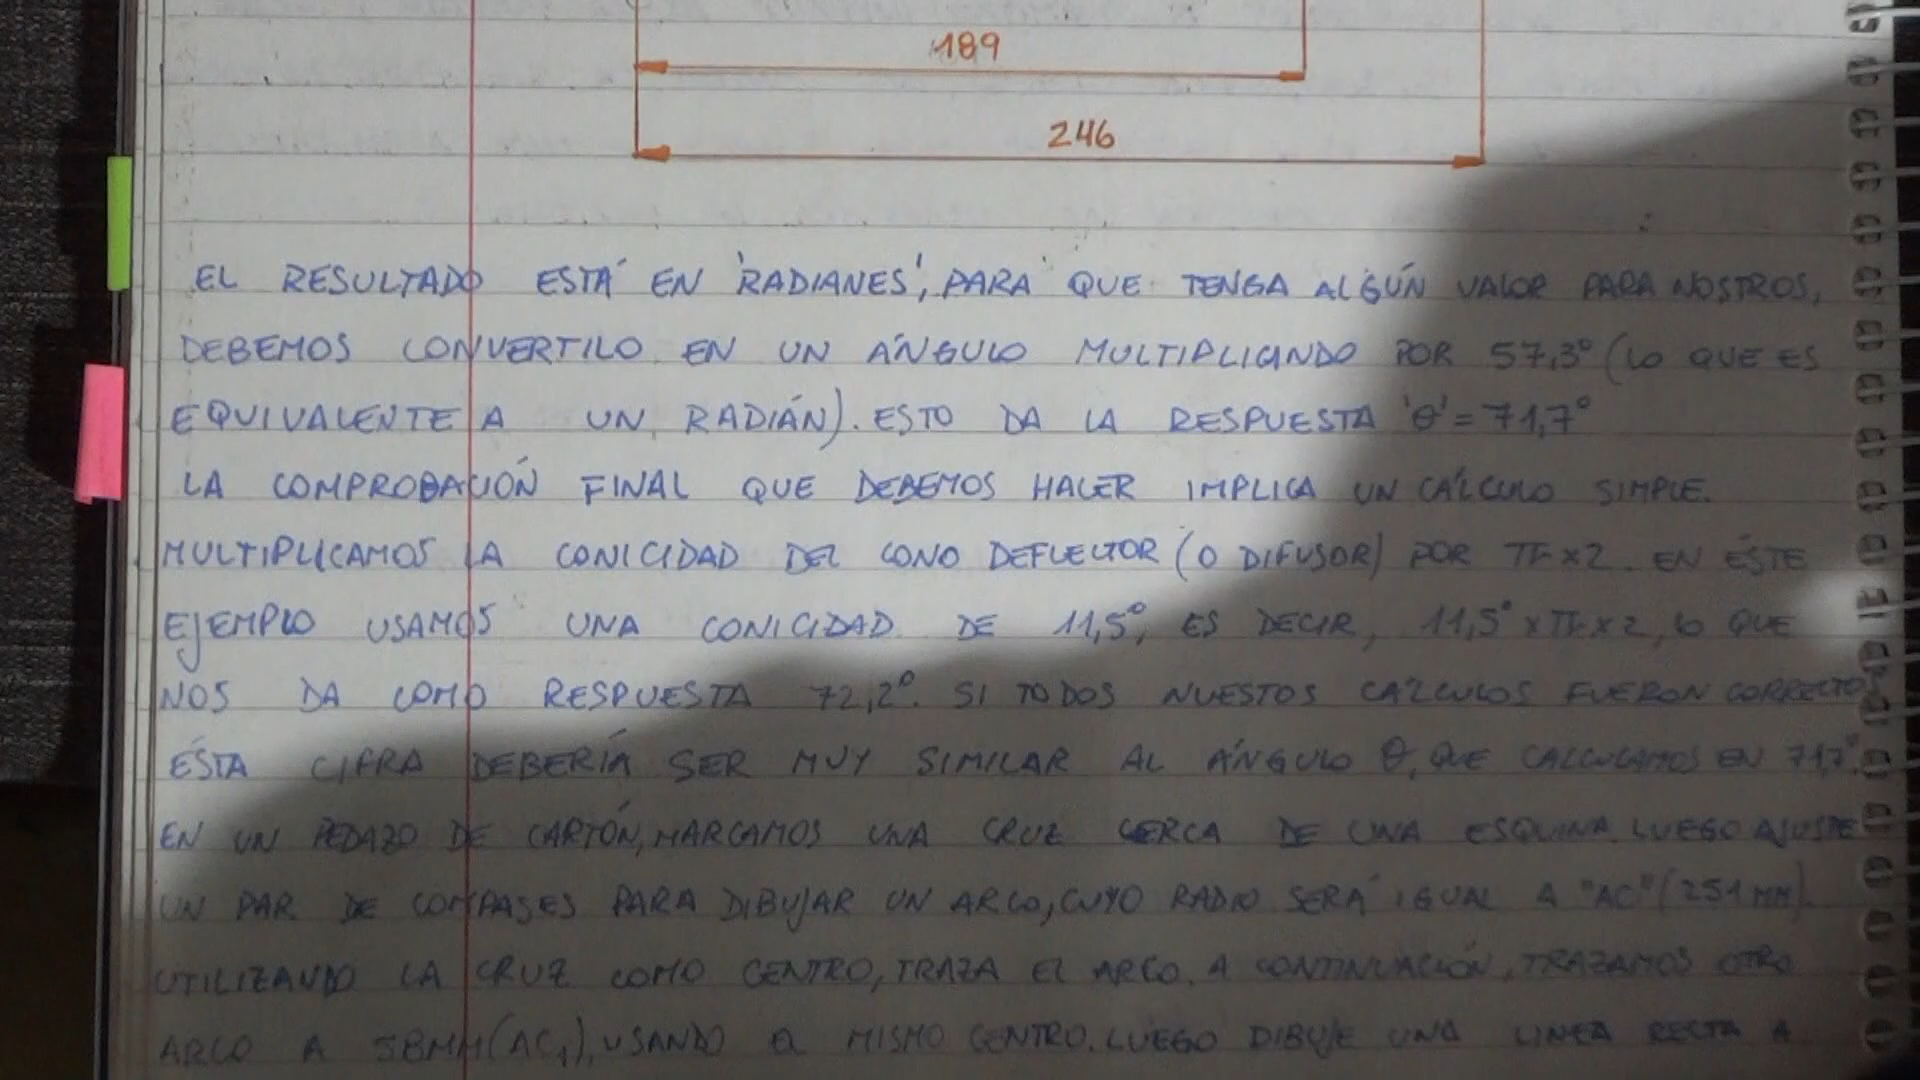 189
246
EL RESULTADO ESTÁ EN 'RADIANES', PARA QUE TENGA ALGÚN VALOR PARA NOSTROS,
DEBEMOS CONVERTILO EN UN ÁNGULO MULTIPLICANDO POR 57,3° (LO QUE ES
EQUIVALENTE A UN RADIÁN). ESTO DA LA RESPUESTA 'θ' = 71,7°
LA COMPROBACIÓN FINAL QUE DEBEMOS HACER IMPLICA UN CÁLCULO SIMPLE.
MULTIPLICAMOS LA CONICIDAD DEL CONO DEFLECTOR (O DIFUSOR) POR π x 2. EN ÉSTE
EJEMPLO USAMOS UNA CONICIDAD DE 11,5°, ES DECIR, 11,5° x π x 2, LO QUE
NOS DA COMO RESPUESTA 72,2°. SI TODOS NUESTOS CÁLCULOS FUERON CORRECTOS
ÉSTA CIFRA DEBERÍA SER MUY SIMILAR AL ÁNGULO θ, QUE CALCULAMOS EN 71,7°.
EN UN PEDAZO DE CARTÓN, MARCAMOS UNA CRUZ CERCA DE UNA ESQUINA. LUEGO AJUSTE
UN PAR DE COMPASES PARA DIBUJAR UN ARCO, CUYO RADIO SERÁ IGUAL A "AC" (251 MM).
UTILIZANDO LA CRUZ COMO CENTRO, TRAZA EL ARCO. A CONTINUACIÓN, TRAZAMOS OTRO
ARCO A (AC₁), USANDO EL MISMO CENTRO. LUEGO DIBUJE UNA LINEA RECTA A